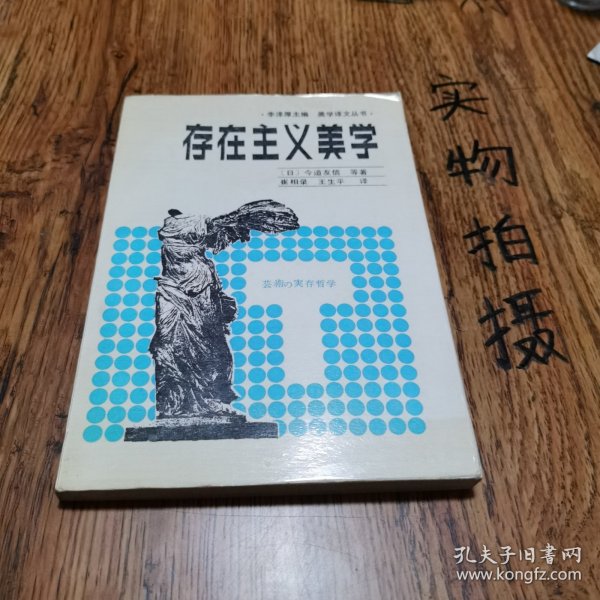 ·李泽厚主编 美学译文丛书·
存在主义美学
〔日〕今道友信 等著
崔相录 王生平 译
芸術の実存哲学
实物拍摄
孔夫子旧书网
www.kongfz.com